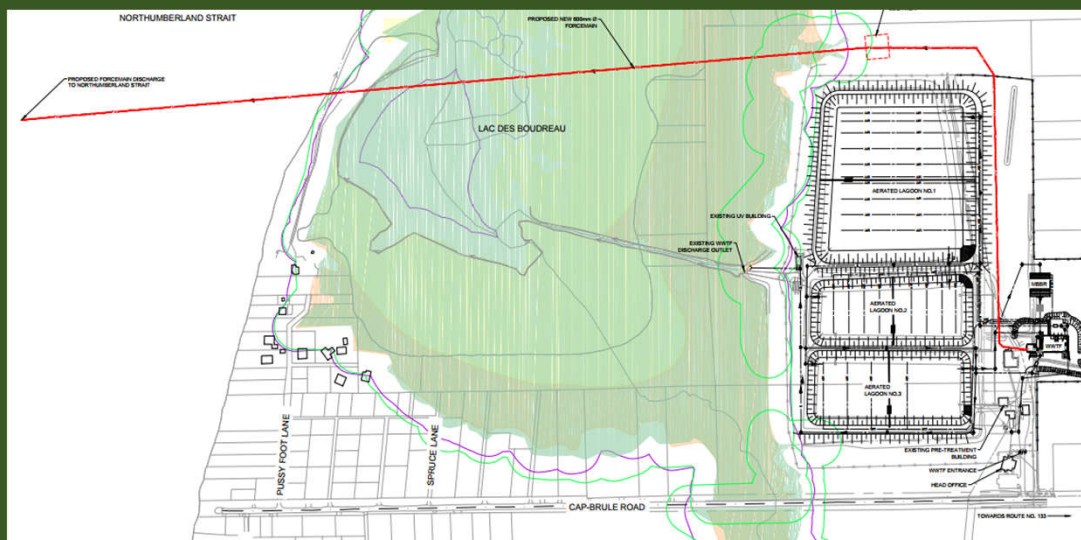 NORTHUMBERLAND STRAIT
PROPOSED NEW 600mm Ø
FORCEMAIN
PROPOSED FORCEMAIN DISCHARGE
TO NORTHUMBERLAND STRAIT
LAC DES BOUDREAU
AERATED LAGOON NO.1
EXISTING UV BUILDING
EXISTING WWTF
DISCHARGE OUTLET
AERATED
LAGOON NO.2
MBBR
WWTF
AERATED
LAGOON NO.3
PUSSY FOOT LANE
SPRUCE LANE
EXISTING PRE-TREATMENT
BUILDING
WWTF ENTRANCE
HEAD OFFICE
CAP-BRULE ROAD
TOWARDS ROUTE NO. 133